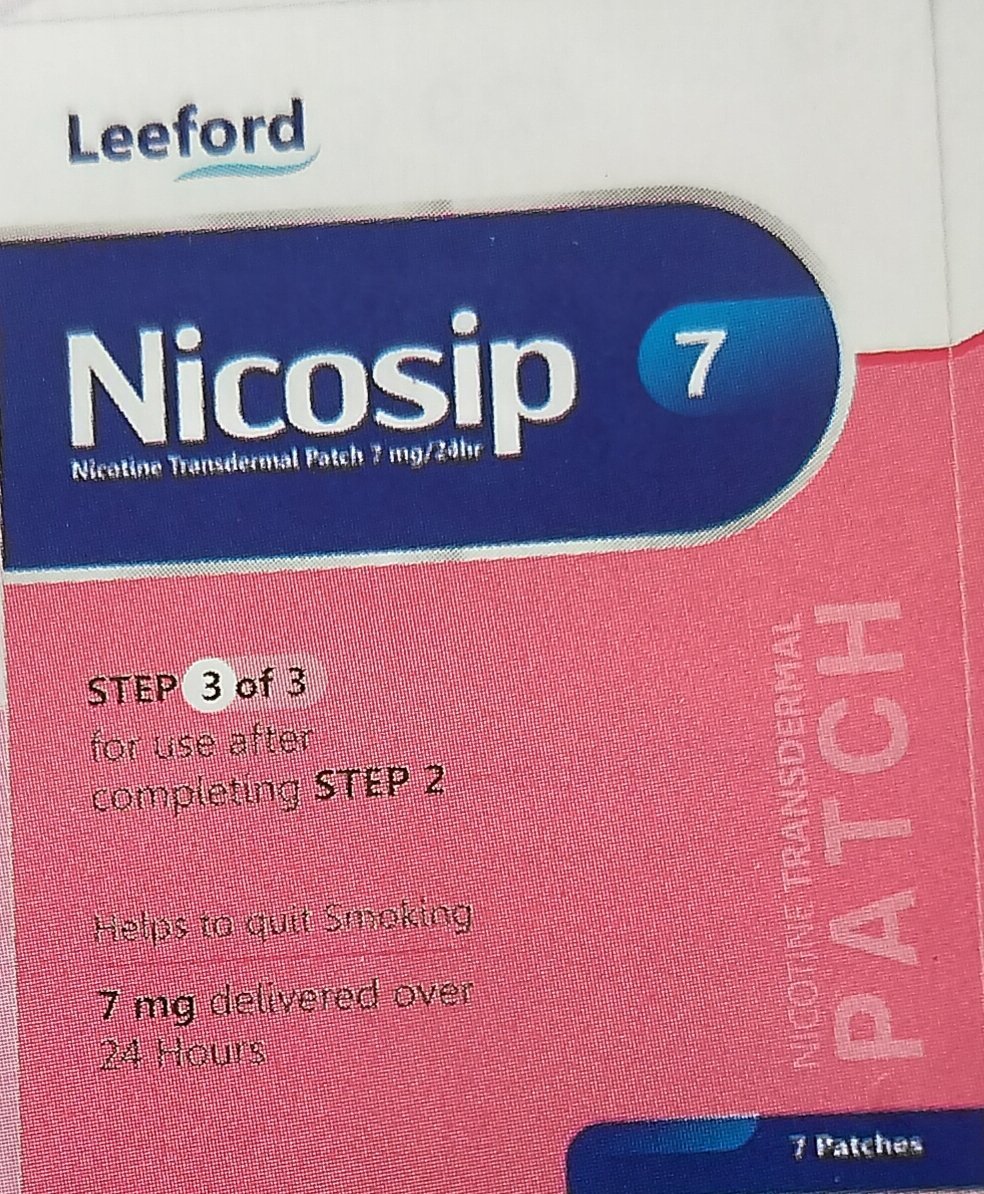 Leeford
Nicosip 7
Nicotine Transdermal Patch 7 mg/24hr
STEP 3 of 3
for use after
completing STEP 2
Helps to quit Smoking
7 mg delivered over
24 Hours
NICOTINE TRANSDERMAL
PATCH
7 Patches